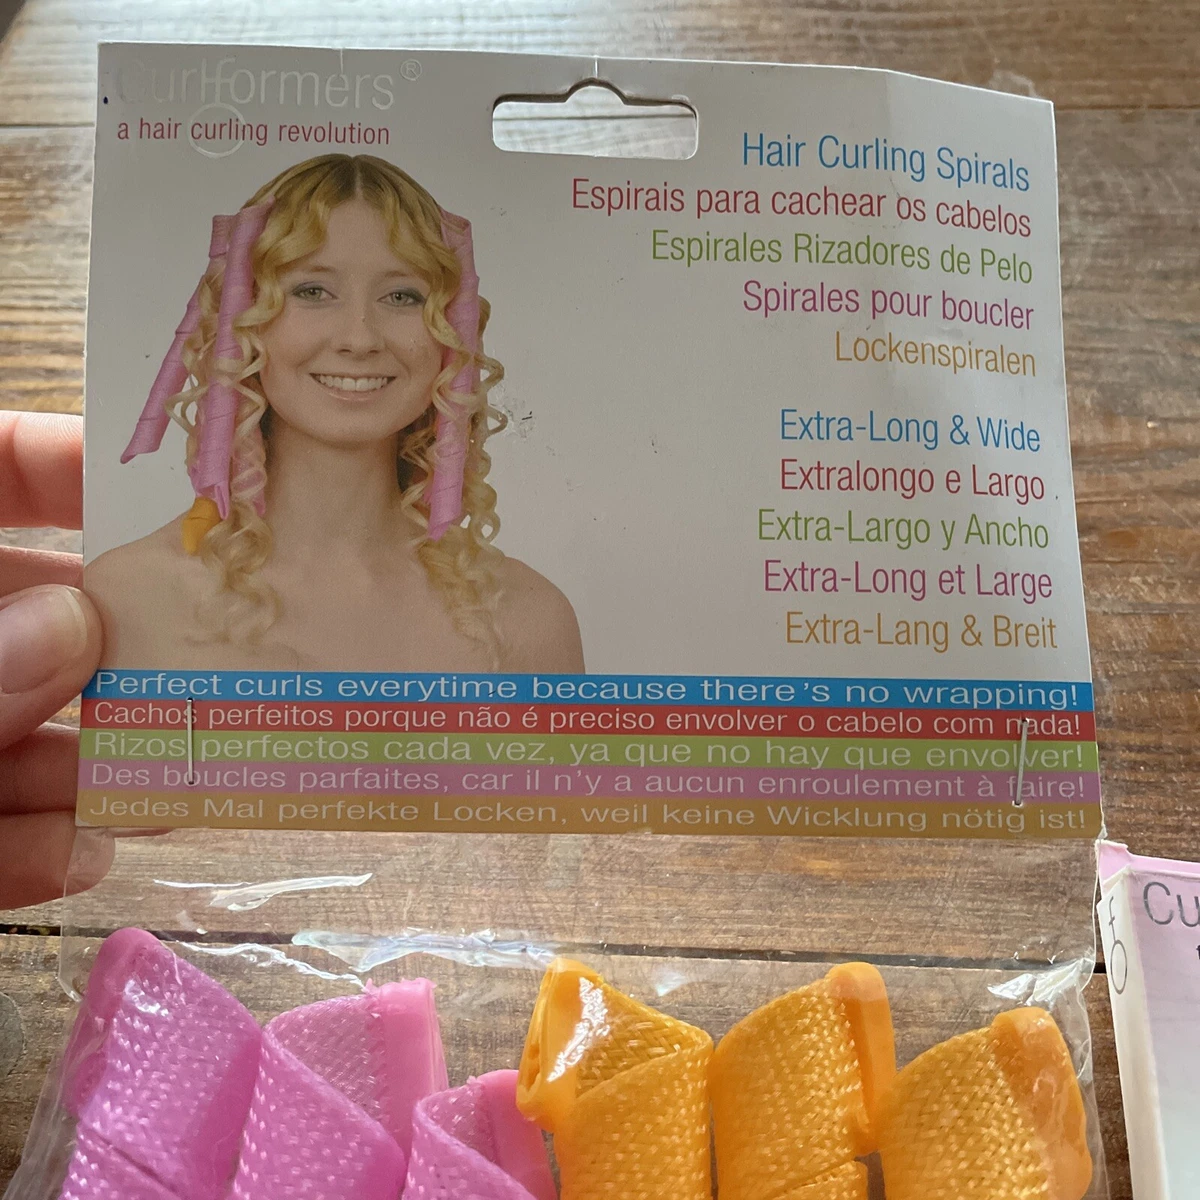 Curlformers®
a hair curling revolution
Hair Curling Spirals
Espirais para cachear os cabelos
Espirales Rizadores de Pelo
Spirales pour boucler
Lockenspiralen
Extra-Long & Wide
Extralongo e Largo
Extra-Largo y Ancho
Extra-Long et Large
Extra-Lang & Breit
Perfect curls everytime because there's no wrapping!
Cachos perfeitos porque não é preciso envolver o cabelo com nada!
Rizos perfectos cada vez, ya que no hay que envolver!
Des boucles parfaites, car il n'y a aucun enroulement à faire!
Jedes Mal perfekte Locken, weil keine Wicklung nötig ist!
Cu